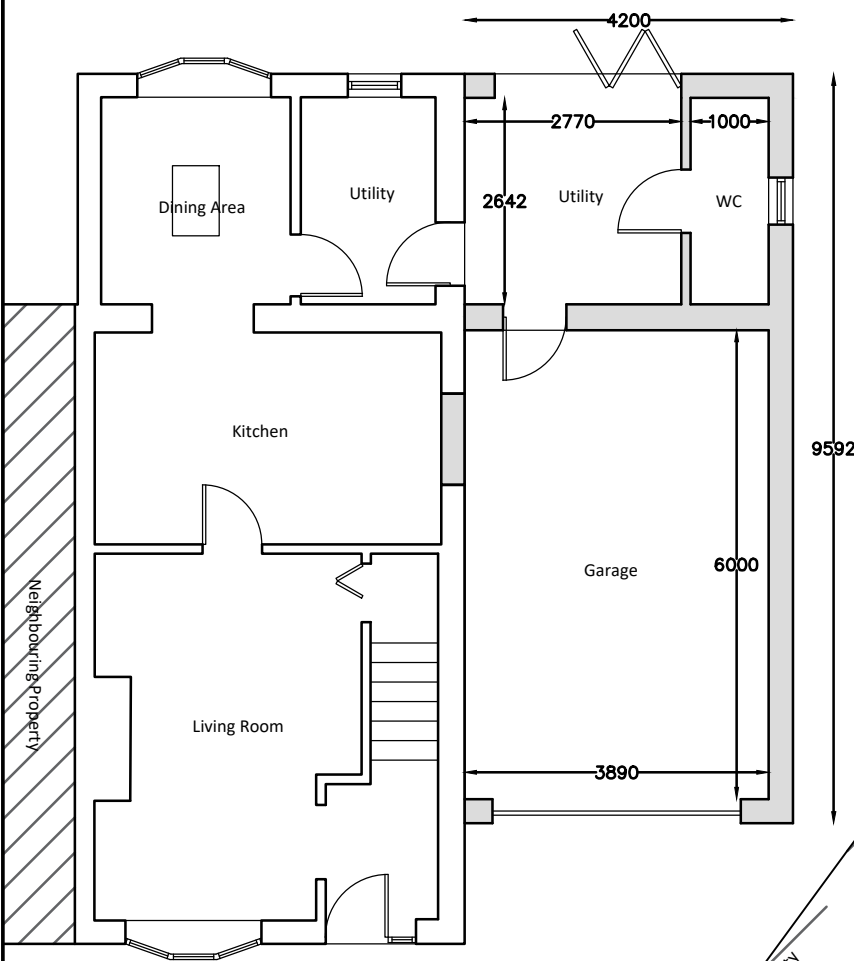 4200
2770
1000
Dining Area
Utility
2642
Utility
WC
Kitchen
9592
Garage
6000
Neighbouring Property
Living Room
3890